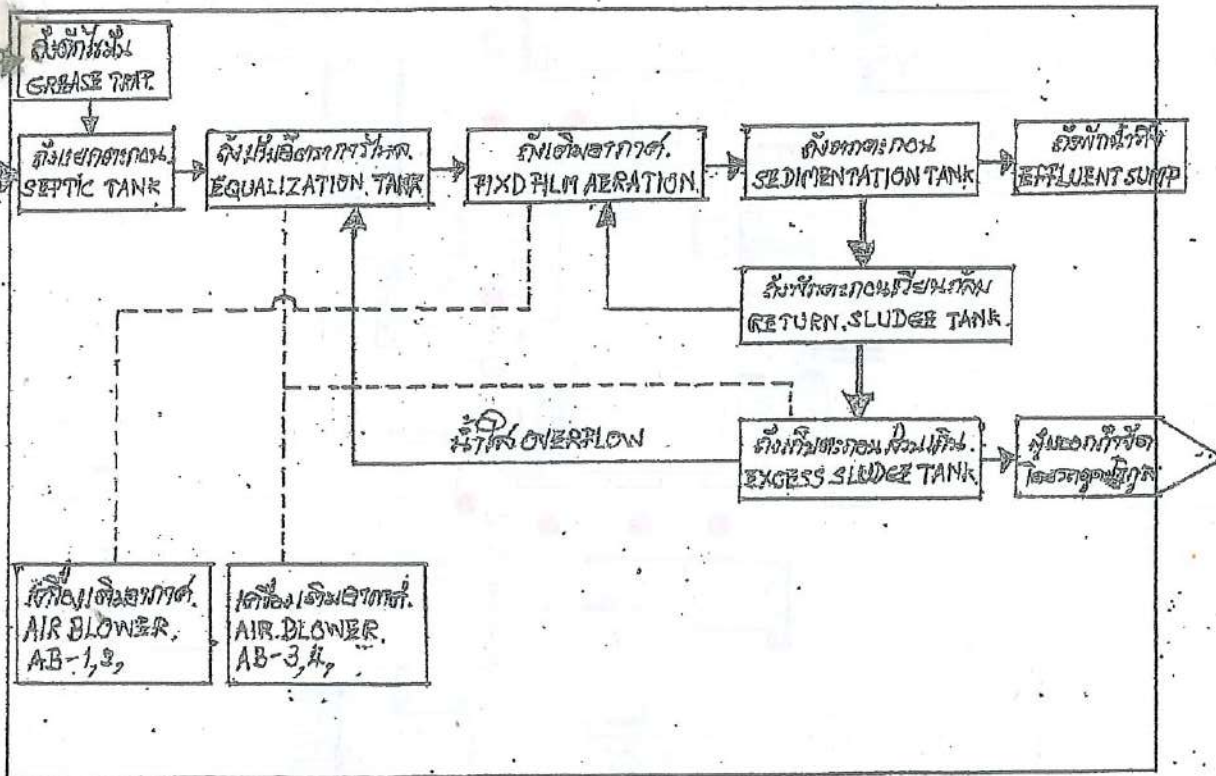 ถังดักไขมัน
GREASE TRAP.
ถังแยกตะกอน.
SEPTIC TANK
ถังปรับอัตราการไหล.
EQUALIZATION. TANK
ถังเติมอากาศ.
FIXD FILM AERATION.
ถังตกตะกอน
SEDIMENTATION TANK
ถังพักน้ำทิ้ง
EFFLUENT SUMP
ถังพักตะกอนเวียนกลับ
RETURN. SLUDGE TANK.
น้ำใส OVERFLOW
ถังเก็บตะกอนส่วนเกิน.
EXCESS SLUDGE TANK
สูบออกกำจัด
โดยรถดูดสิ่งปฏิกูล
เครื่องเติมอากาศ.
AIR BLOWER,
AB-1,2,
เครื่องเติมอากาศ.
AIR. BLOWER.
AB-3,4,